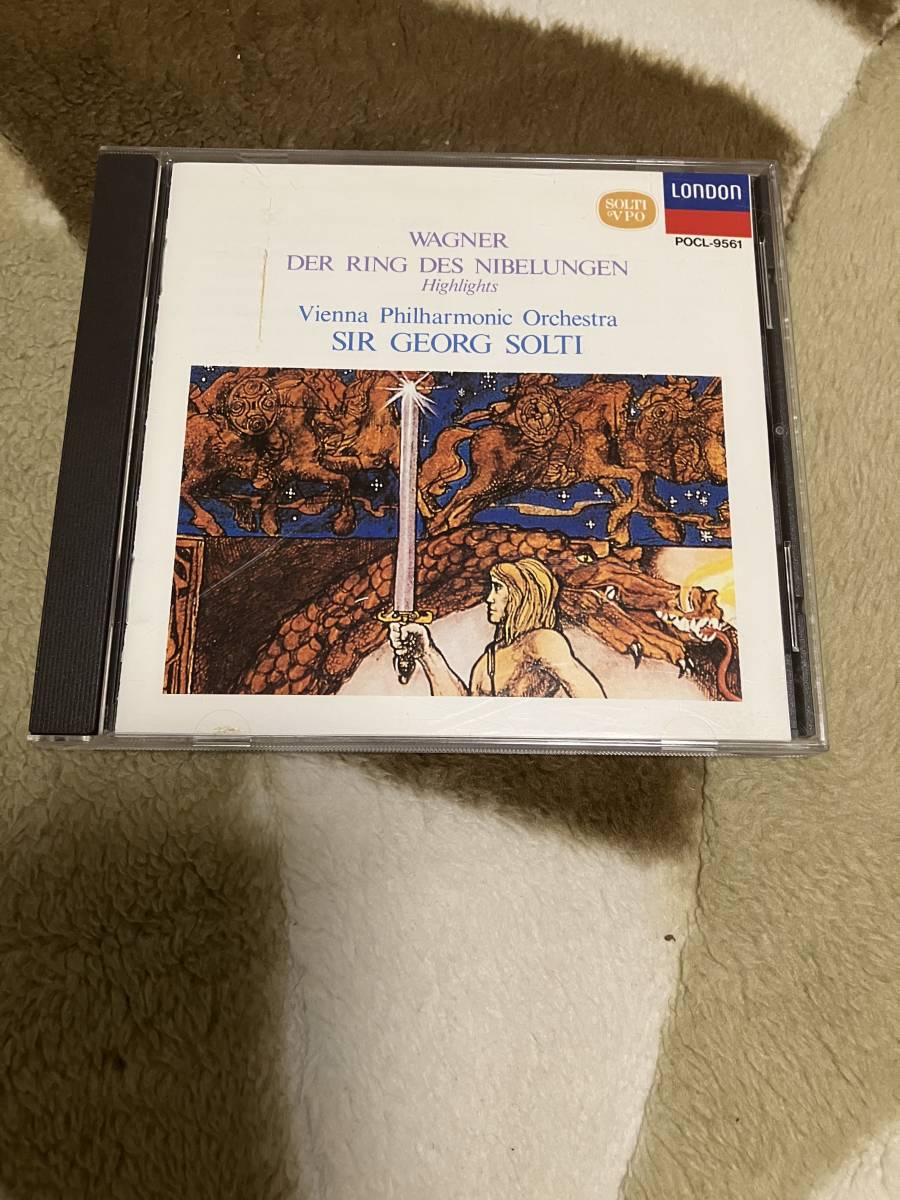 SOLTI
VPO
LONDON
POCL-9561
WAGNER
DER RING DES NIBELUNGEN
Highlights
Vienna Philharmonic Orchestra
SIR GEORG SOLTI